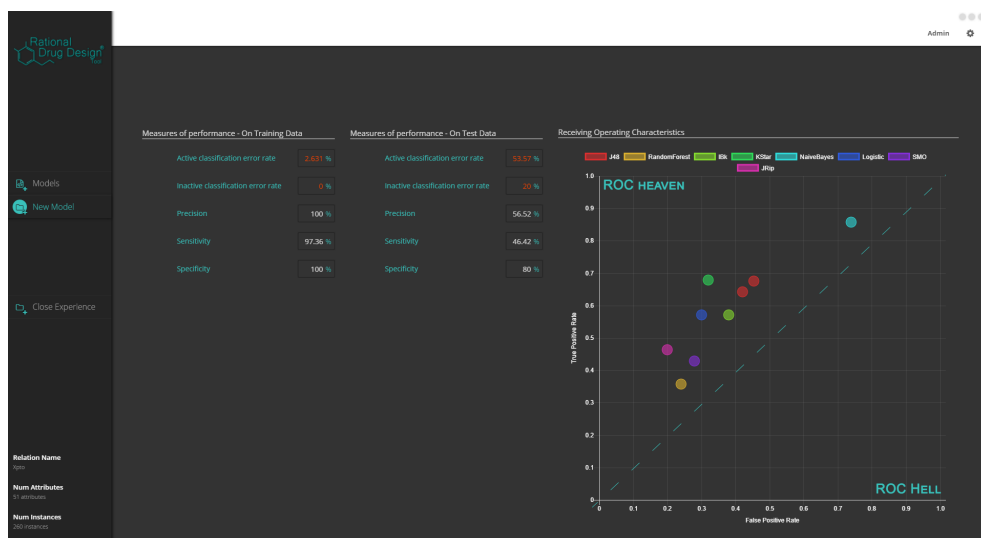 Rational
Drug Design
Test
Admin
Models
New Model
Close Experience
Relation Name
Xpto
Num Attributes
51 attributes
Num Instances
260 instances
Measures of performance - On Training Data
Active classification error rate 2.631 %
Inactive classification error rate 0 %
Precision 100 %
Sensitivity 97.36 %
Specificity 100 %
Measures of performance - On Test Data
Active classification error rate 53.57 %
Inactive classification error rate 20 %
Precision 56.52 %
Sensitivity 46.42 %
Specificity 80 %
Receiving Operating Characteristics
J48 RandomForest IBk KStar NaiveBayes Logistic SMO
JRip
ROC HEAVEN
1.0
0.9
0.8
0.7
0.6
0.5
0.4
0.3
0.2
0.1
0
True Positive Rate
ROC HELL
0 0.1 0.2 0.3 0.4 0.5 0.6 0.7 0.8 0.9 1.0
False Positive Rate